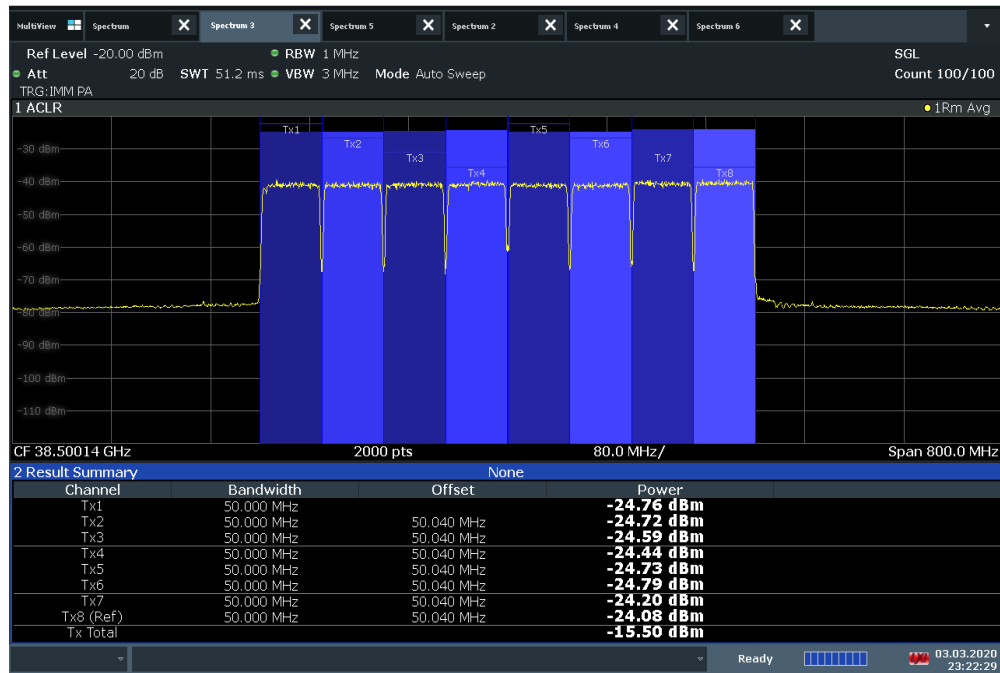 MultiView Spectrum X Spectrum 3 X Spectrum 5 X Spectrum 2 X Spectrum 4 X Spectrum 6 X
Ref Level -20.00 dBm RBW 1 MHz SGL
Att 20 dB SWT 51.2 ms VBW 3 MHz Mode Auto Sweep Count 100/100
TRG:IMM PA
1 ACLR 1Rm Avg
Tx1 Tx5
Tx2 Tx6
-30 dBm
Tx3 Tx7
Tx4 Tx8
-40 dBm
-50 dBm
-60 dBm
-70 dBm
-80 dBm
-90 dBm
-100 dBm
-110 dBm
CF 38.50014 GHz 2000 pts 80.0 MHz/ Span 800.0 MHz
2 Result Summary None
Channel Bandwidth Offset Power
Tx1 50.000 MHz -24.76 dBm
Tx2 50.000 MHz 50.040 MHz -24.72 dBm
Tx3 50.000 MHz 50.040 MHz -24.59 dBm
Tx4 50.000 MHz 50.040 MHz -24.44 dBm
Tx5 50.000 MHz 50.040 MHz -24.73 dBm
Tx6 50.000 MHz 50.040 MHz -24.79 dBm
Tx7 50.000 MHz 50.040 MHz -24.20 dBm
Tx8 (Ref) 50.000 MHz 50.040 MHz -24.08 dBm
Tx Total -15.50 dBm
Ready 03.03.2020
23:22:29